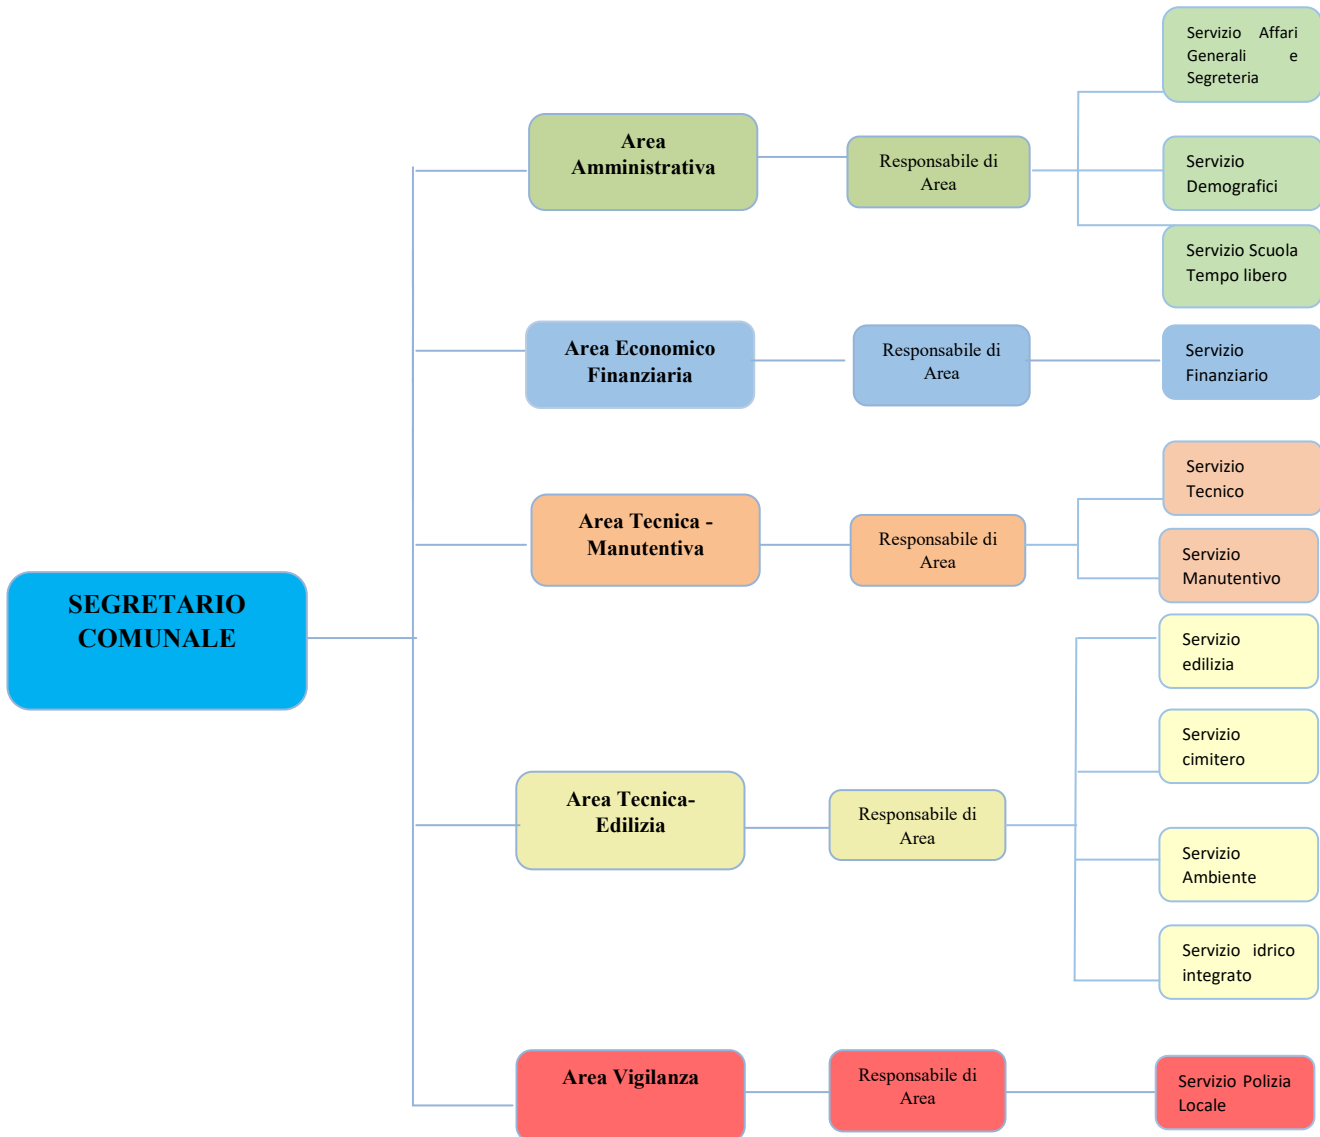 SEGRETARIO
COMUNALE
Area
Amministrativa
Responsabile di
Area
Servizio Affari
Generali e
Segreteria
Servizio
Demografici
Servizio Scuola
Tempo libero
Area Economico
Finanziaria
Responsabile di
Area
Servizio
Finanziario
Area Tecnica -
Manutentiva
Responsabile di
Area
Servizio
Tecnico
Servizio
Manutentivo
Area Tecnica-
Edilizia
Responsabile di
Area
Servizio
edilizia
Servizio
cimitero
Servizio
Ambiente
Servizio idrico
integrato
Area Vigilanza
Responsabile di
Area
Servizio Polizia
Locale